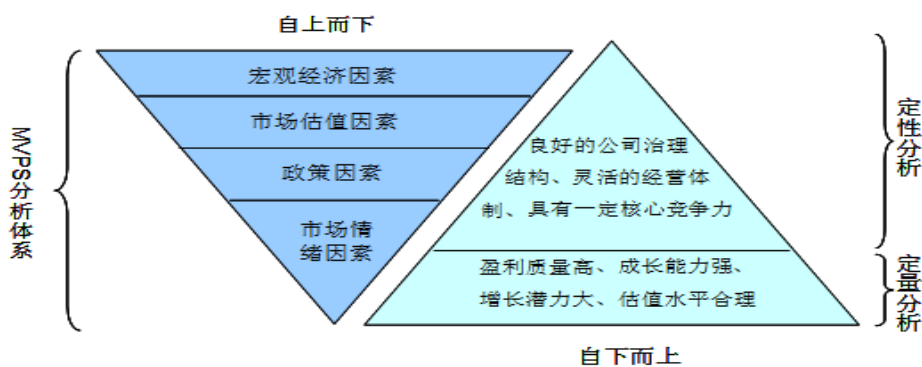 自上而下
宏观经济因素
市场估值因素
政策因素
市场情
绪因素
MVPS分析体系
良好的公司治理
结构、灵活的经营体
制、具有一定核心竞争力
盈利质量高、成长能力强、
增长潜力大、估值水平合理
定性分析
定量分析
自下而上